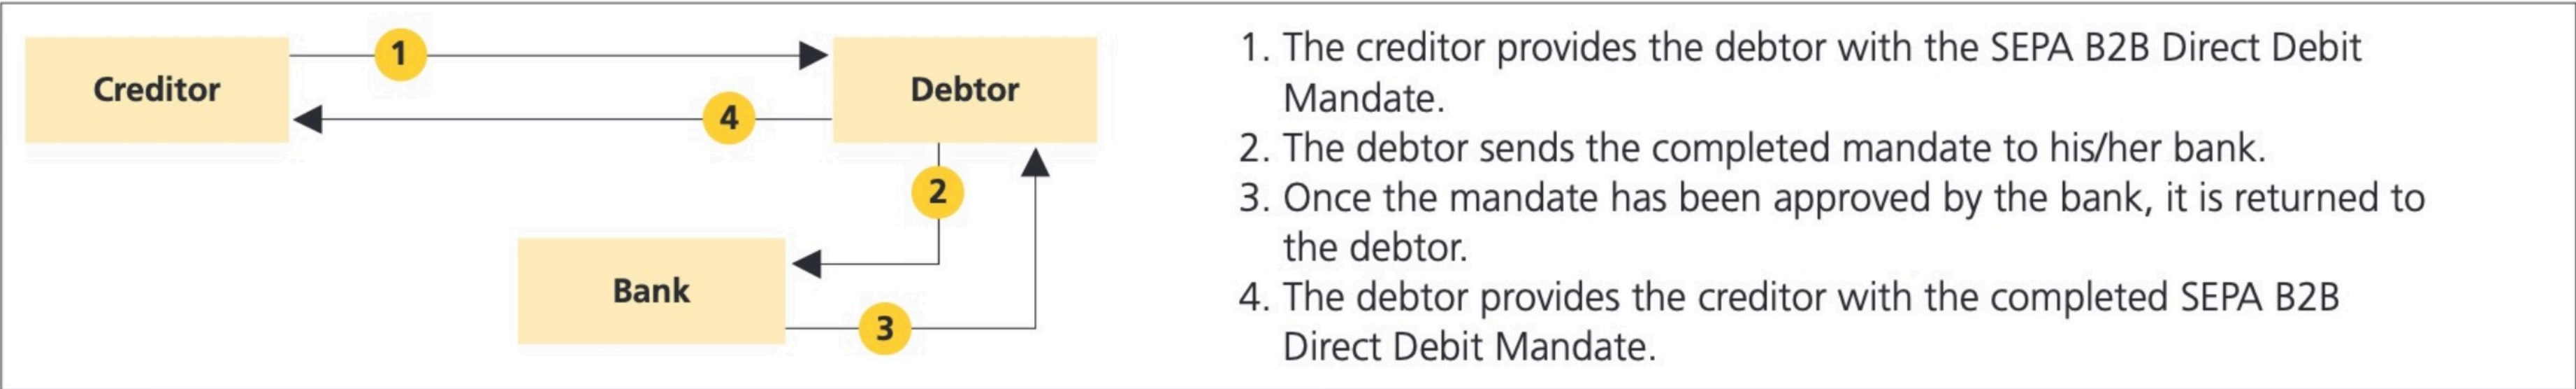 1
Creditor
Debtor
4
2
Bank
3
1. The creditor provides the debtor with the SEPA B2B Direct Debit
Mandate.
2. The debtor sends the completed mandate to his/her bank.
3. Once the mandate has been approved by the bank, it is returned to
the debtor.
4. The debtor provides the creditor with the completed SEPA B2B
Direct Debit Mandate.